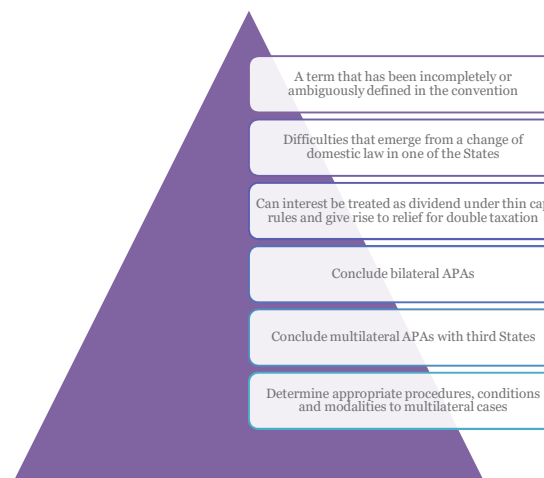 A term that has been incompletely or
ambiguously defined in the convention
Difficulties that emerge from a change of
domestic law in one of the States
Can interest be treated as dividend under thin cap
rules and give rise to relief for double taxation
Conclude bilateral APAs
Conclude multilateral APAs with third States
Determine appropriate procedures, conditions
and modalities to multilateral cases